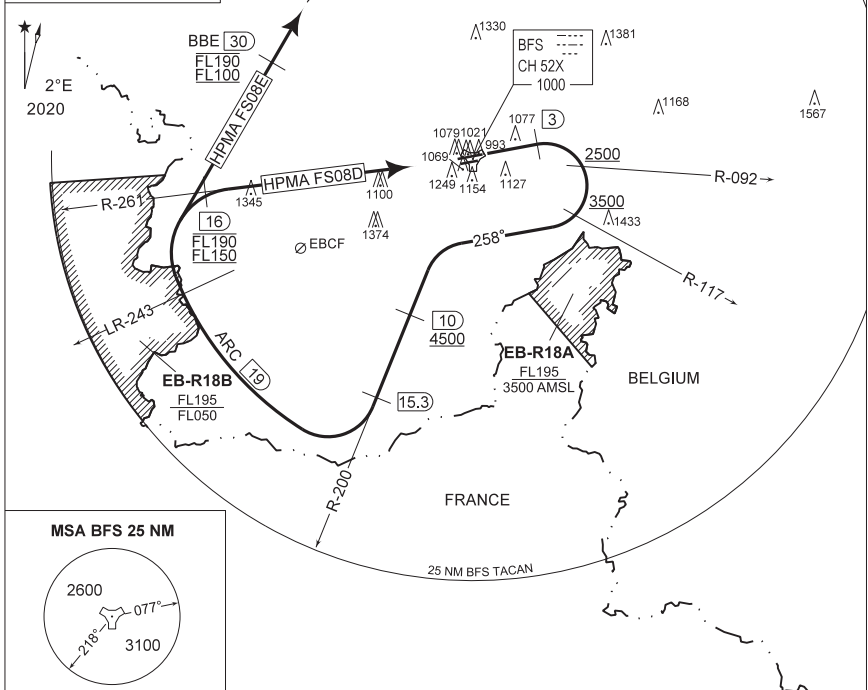 1330
1381
BBE 30
FL190
FL100
BFS
CH 52X
1000
2°E
2020
HPMA FS08E
1168
1567
1077
3
1079
1021
993
1069
2500
HPMA FS08D
1249
1154
1127
R-092
R-261
1345
1100
16
FL190
FL150
1374
3500
1433
EBCF
258°
R-117
LR-243
10
4500
ARC 19
EB-R18A
FL195
3500 AMSL
BELGIUM
EB-R18B
FL195
FL050
15.3
R-200
FRANCE
25 NM BFS TACAN
MSA BFS 25 NM
2600
077°
218°
3100